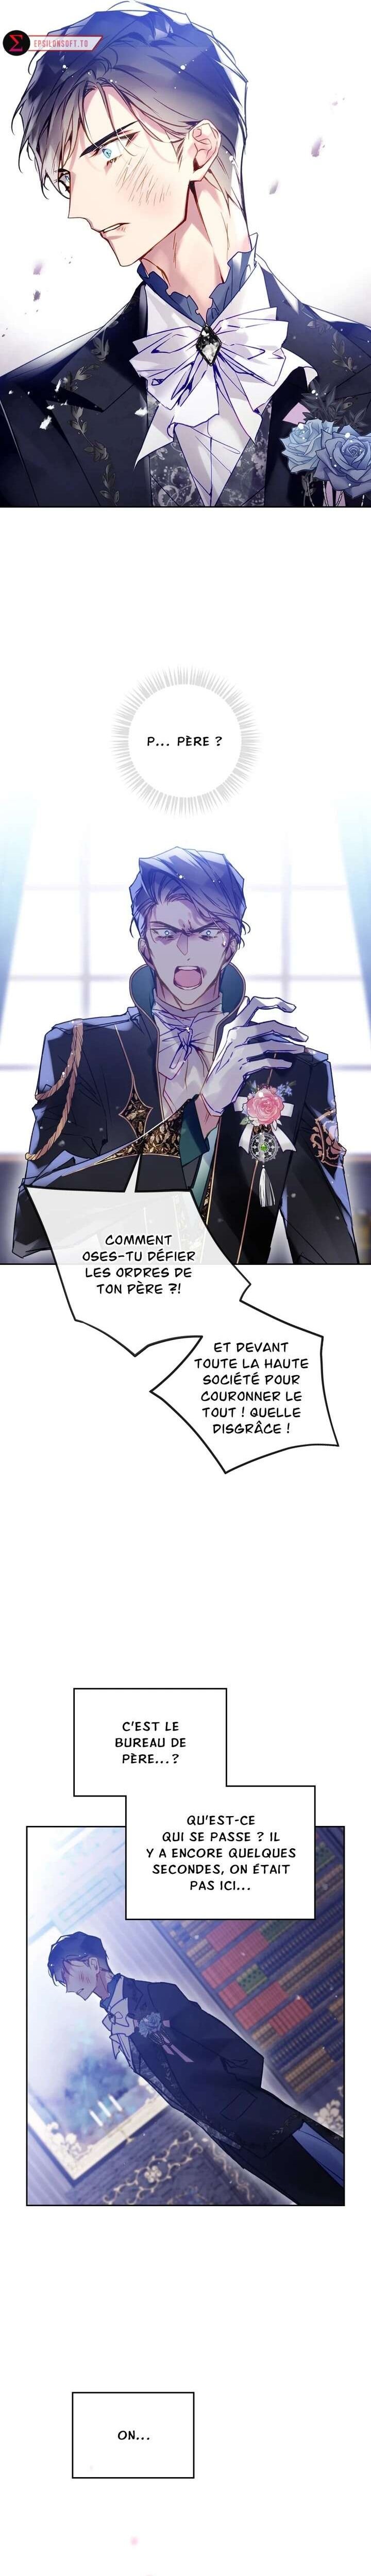 EPSILONSOFT.TO
P... PÈRE ?
COMMENT
OSES-TU DÉFIER
LES ORDRES DE
TON PÈRE ?!
ET DEVANT
TOUTE LA HAUTE
SOCIÉTÉ POUR
COURONNER LE
TOUT ! QUELLE
DISGRÂCE !
C'EST LE
BUREAU DE
PÈRE...?
QU'EST-CE
QUI SE PASSE ? IL
Y A ENCORE QUELQUES
SECONDES, ON ÉTAIT
PAS ICI...
ON...